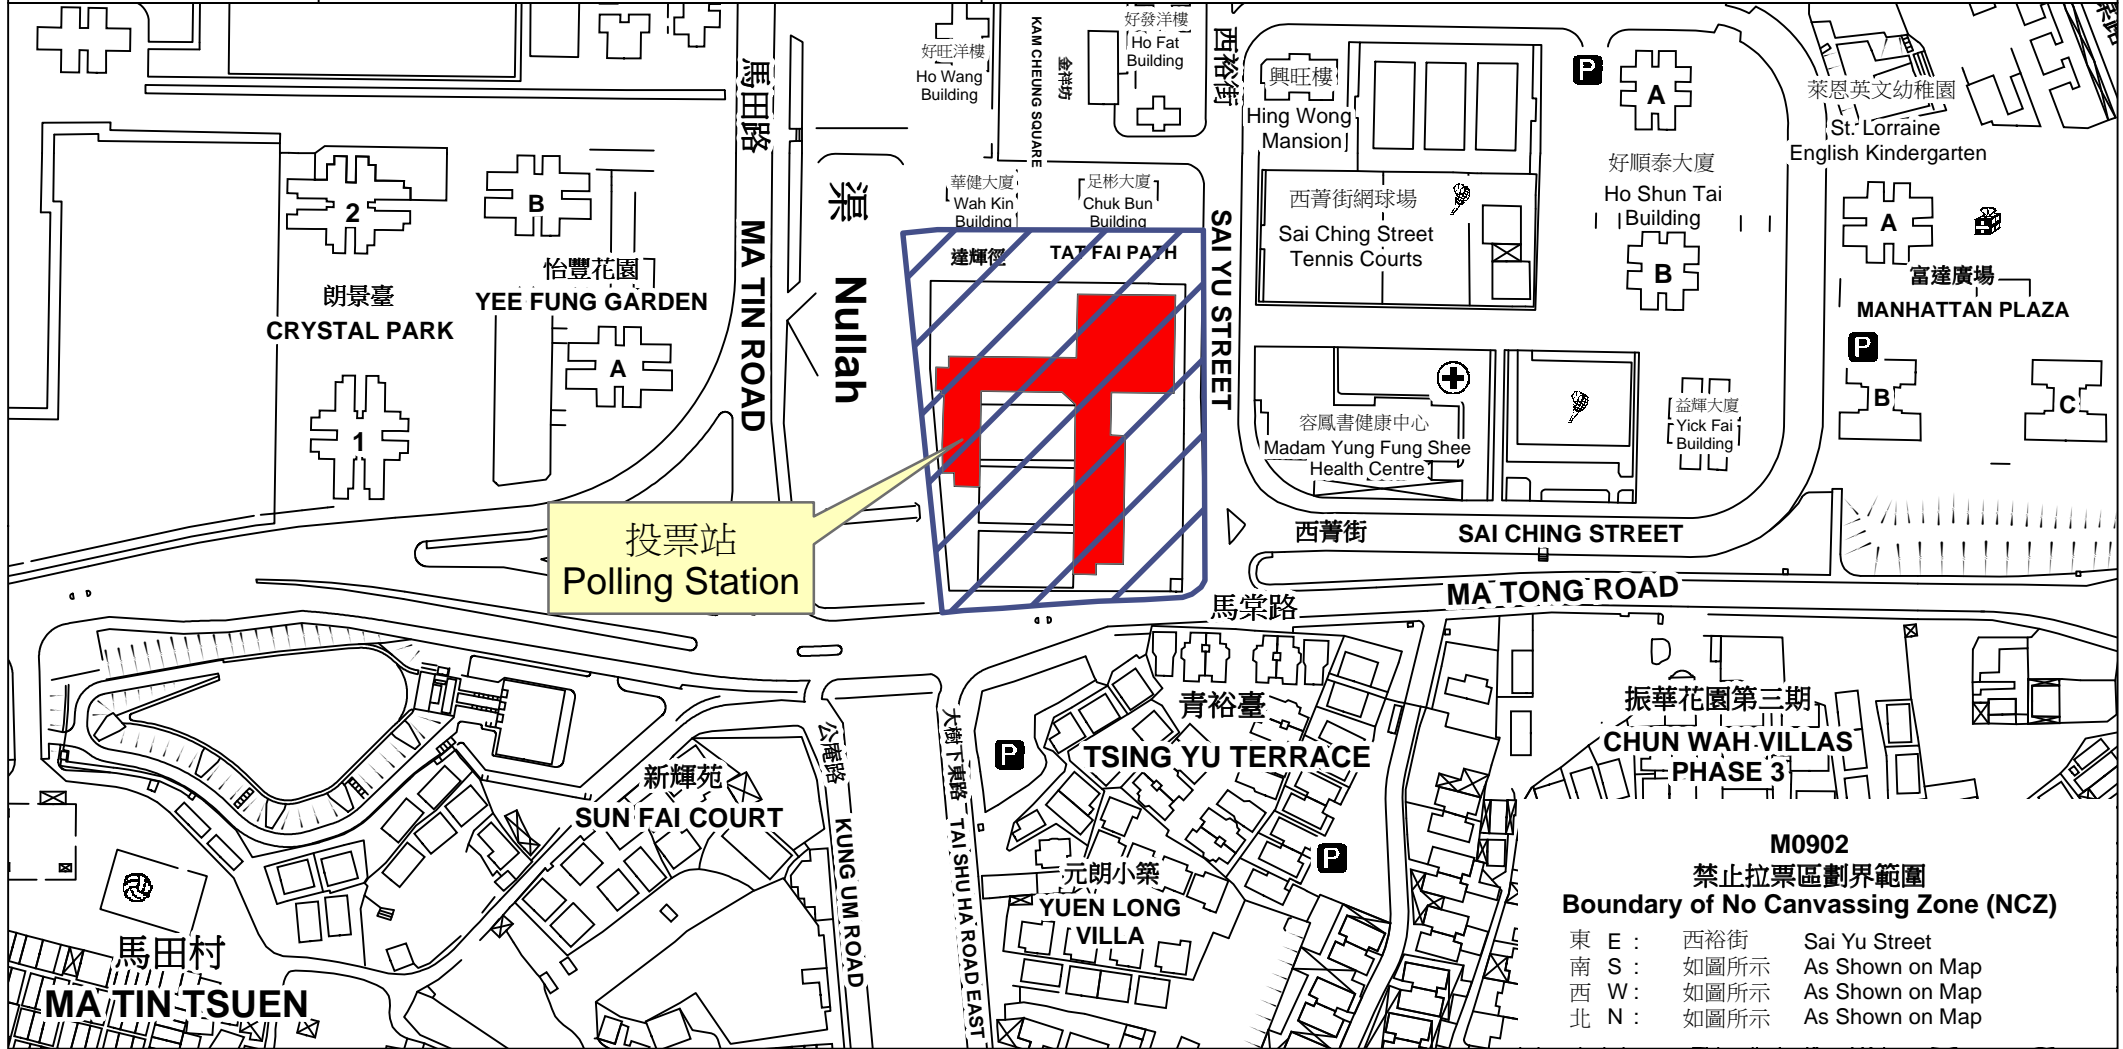 好旺洋樓
Ho Wang
Building
KAM CHEUNG SQUARE
金祥坊
好發洋樓
Ho Fat
Building
西裕街
興旺樓
Hing Wong
Mansion
P
A
好順泰大廈
Ho Shun Tai
Building
B
萊恩英文幼稚園
St. Lorraine
English Kindergarten
馬田路
MA TIN ROAD
渠
Nullah
華健大廈
Wah Kin
Building
足彬大廈
Chuk Bun
Building
達輝徑
TAT FAI PATH
SAI YU STREET
西菁街網球場
Sai Ching Street
Tennis Courts
A
富達廣場
MANHATTAN PLAZA
P
B
C
2
朗景臺
CRYSTAL PARK
1
B
怡豐花園
YEE FUNG GARDEN
A
容鳳書健康中心
Madam Yung Fung Shee
Health Centre
益輝大廈
Yick Fai
Building
投票站
Polling Station
西菁街
SAI CHING STREET
馬棠路
MA TONG ROAD
青裕臺
TSING YU TERRACE
P
振華花園第三期
CHUN WAH VILLAS
PHASE 3
新輝苑
SUN FAI COURT
公庵路
KUNG UM ROAD
大樹下東路
TAI SHU HA ROAD EAST
元朗小築
YUEN LONG
VILLA
P
馬田村
MA TIN TSUEN
M0902
禁止拉票區劃界範圍
Boundary of No Canvassing Zone (NCZ)
東 E : 西裕街 Sai Yu Street
南 S : 如圖所示 As Shown on Map
西 W : 如圖所示 As Shown on Map
北 N : 如圖所示 As Shown on Map